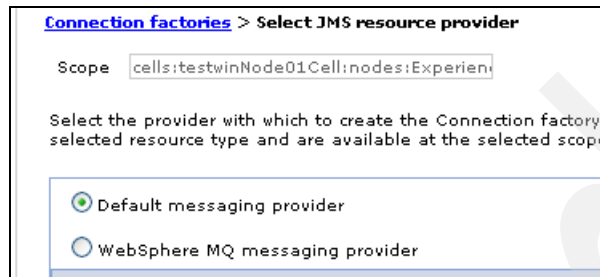 Connection factories > Select JMS resource provider
Scope cells:testwinNode01Cell:nodes:Experien
Select the provider with which to create the Connection factory
selected resource type and are available at the selected scop
Default messaging provider
WebSphere MQ messaging provider